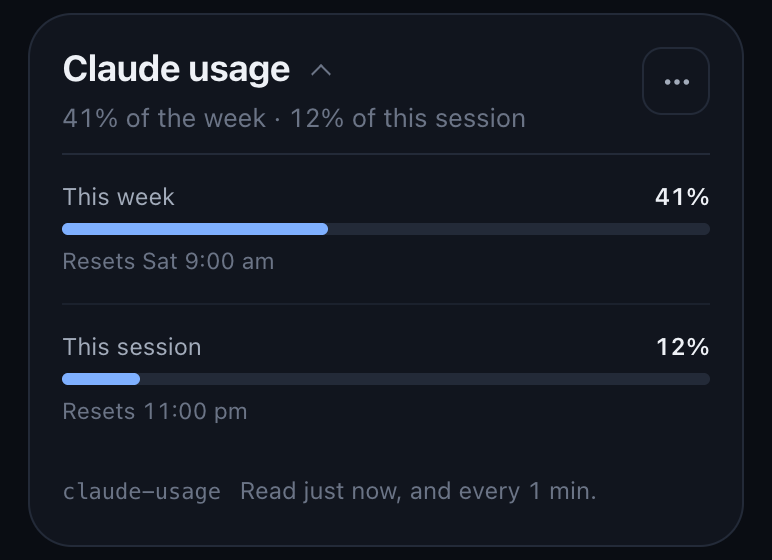 Claude usage
41% of the week · 12% of this session
This week 41%
Resets Sat 9:00 am
This session 12%
Resets 11:00 pm
claude-usage Read just now, and every 1 min.